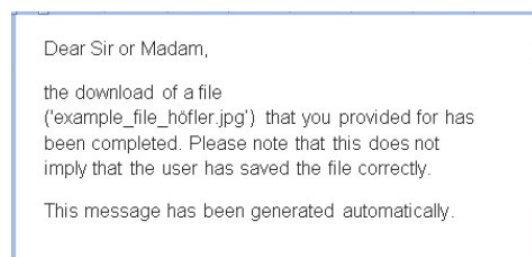 Dear Sir or Madam,
the download of a file
('example_file_höfler.jpg') that you provided for has
been completed. Please note that this does not
imply that the user has saved the file correctly.
This message has been generated automatically.